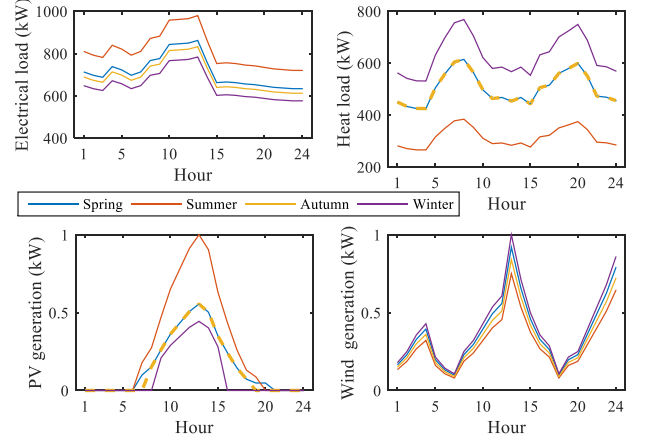 Electrical load (kW)
1000
800
600
400
1 5 10 15 20 24
Hour
Heat load (kW)
800
600
400
200
1 5 10 15 20 24
Hour
Spring Summer Autumn Winter
PV generation (kW)
1
0.5
0
1 5 10 15 20 24
Hour
Wind generation (kW)
1
0.5
0
1 5 10 15 20 24
Hour